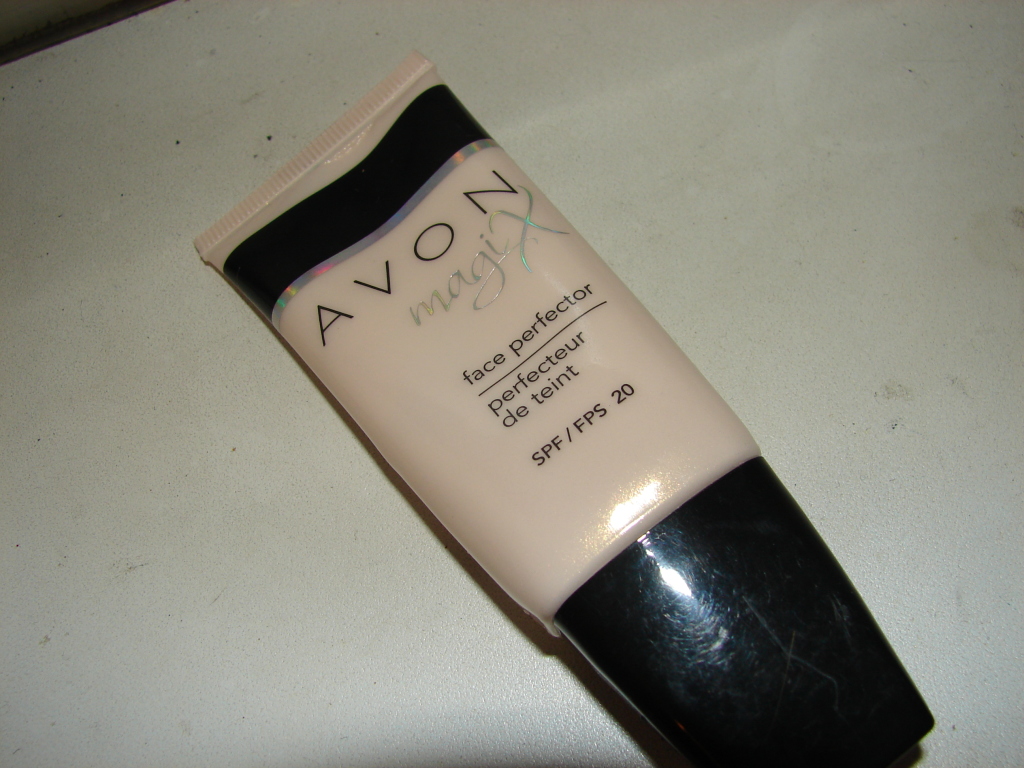 AVON
magix
face perfector
perfecteur
de teint
SPF/FPS 20